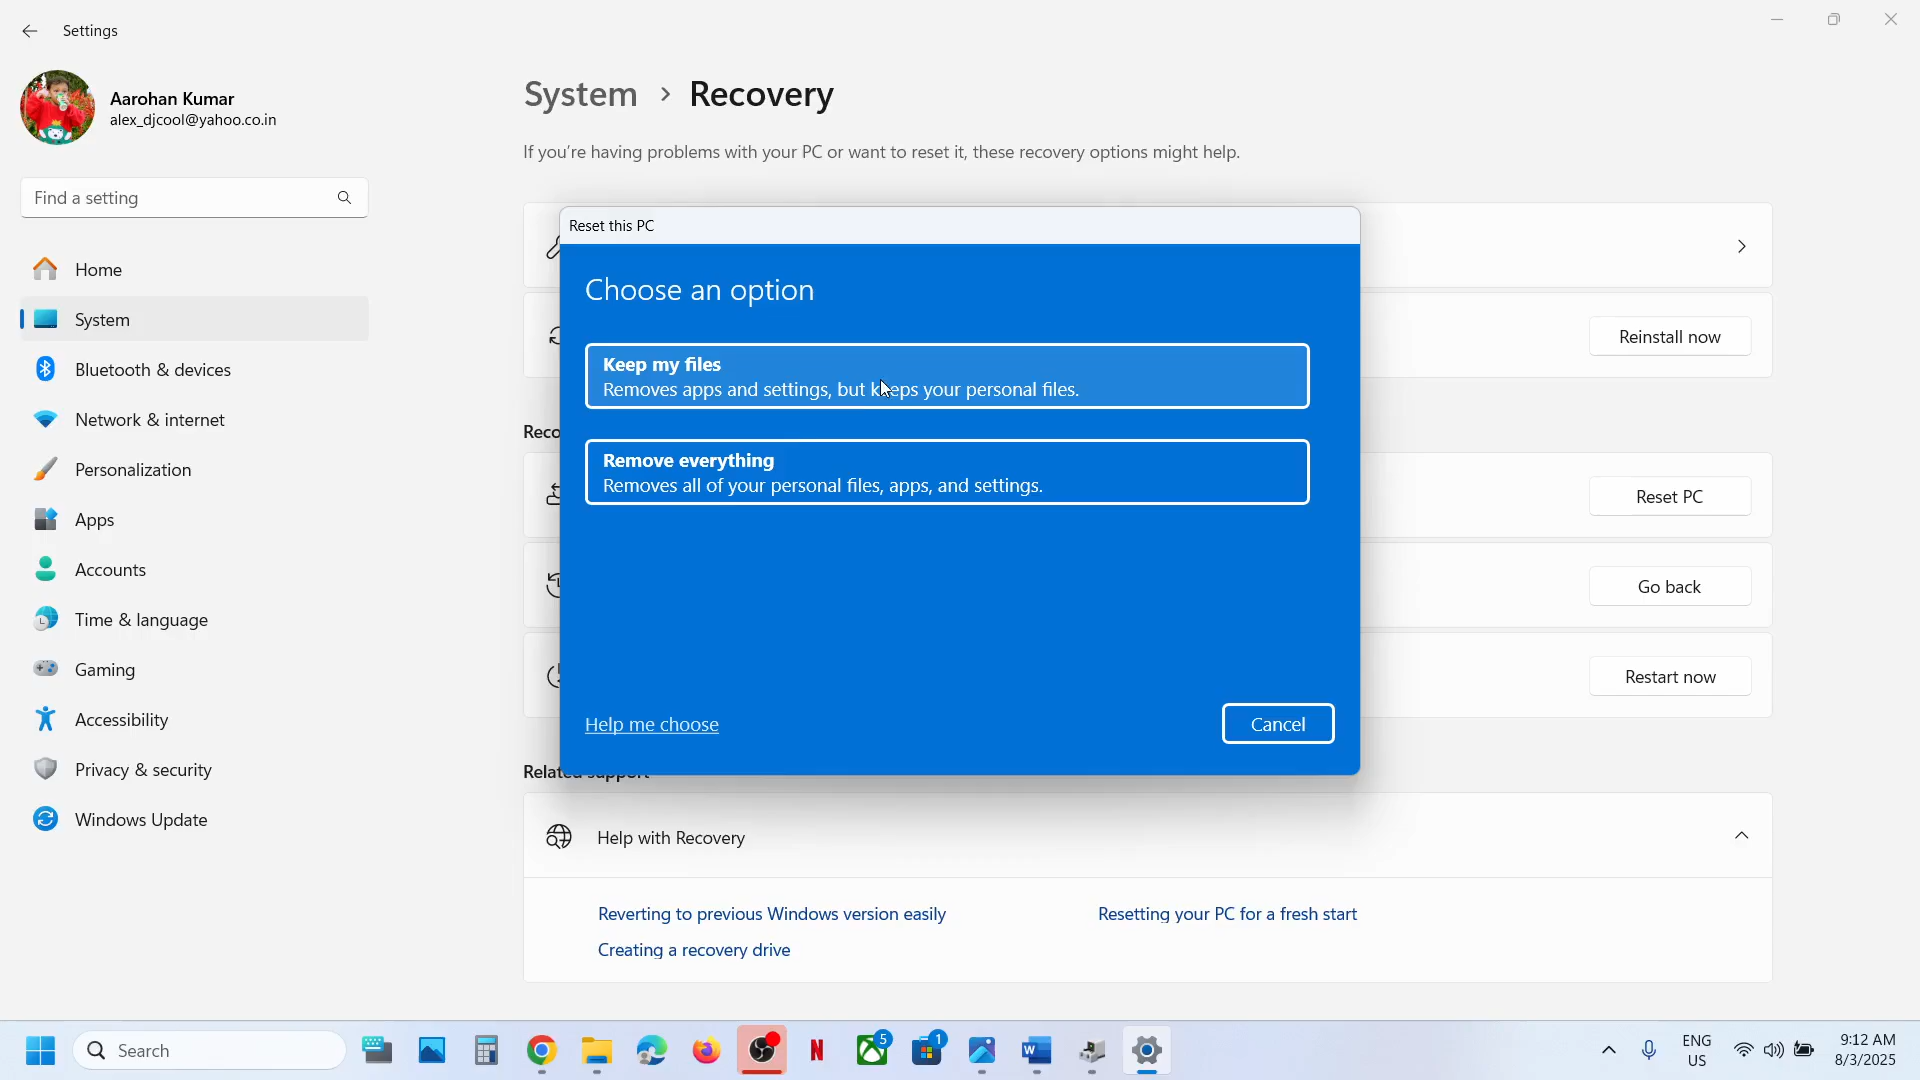 Settings
Aarohan Kumar
alex_djcool@yahoo.co.in
Find a setting
Home
System
Bluetooth & devices
Network & internet
Personalization
Apps
Accounts
Time & language
Gaming
Accessibility
Privacy & security
Windows Update
System > Recovery
If you're having problems with your PC or want to reset it, these recovery options might help.
Reset this PC
Choose an option
Keep my files
Removes apps and settings, but keeps your personal files.
Remove everything
Removes all of your personal files, apps, and settings.
Help me choose
Cancel
Reinstall now
Reset PC
Go back
Restart now
Help with Recovery
Reverting to previous Windows version easily
Resetting your PC for a fresh start
Creating a recovery drive
Search
N
5
1
ENG
US
9:12 AM
8/3/2025